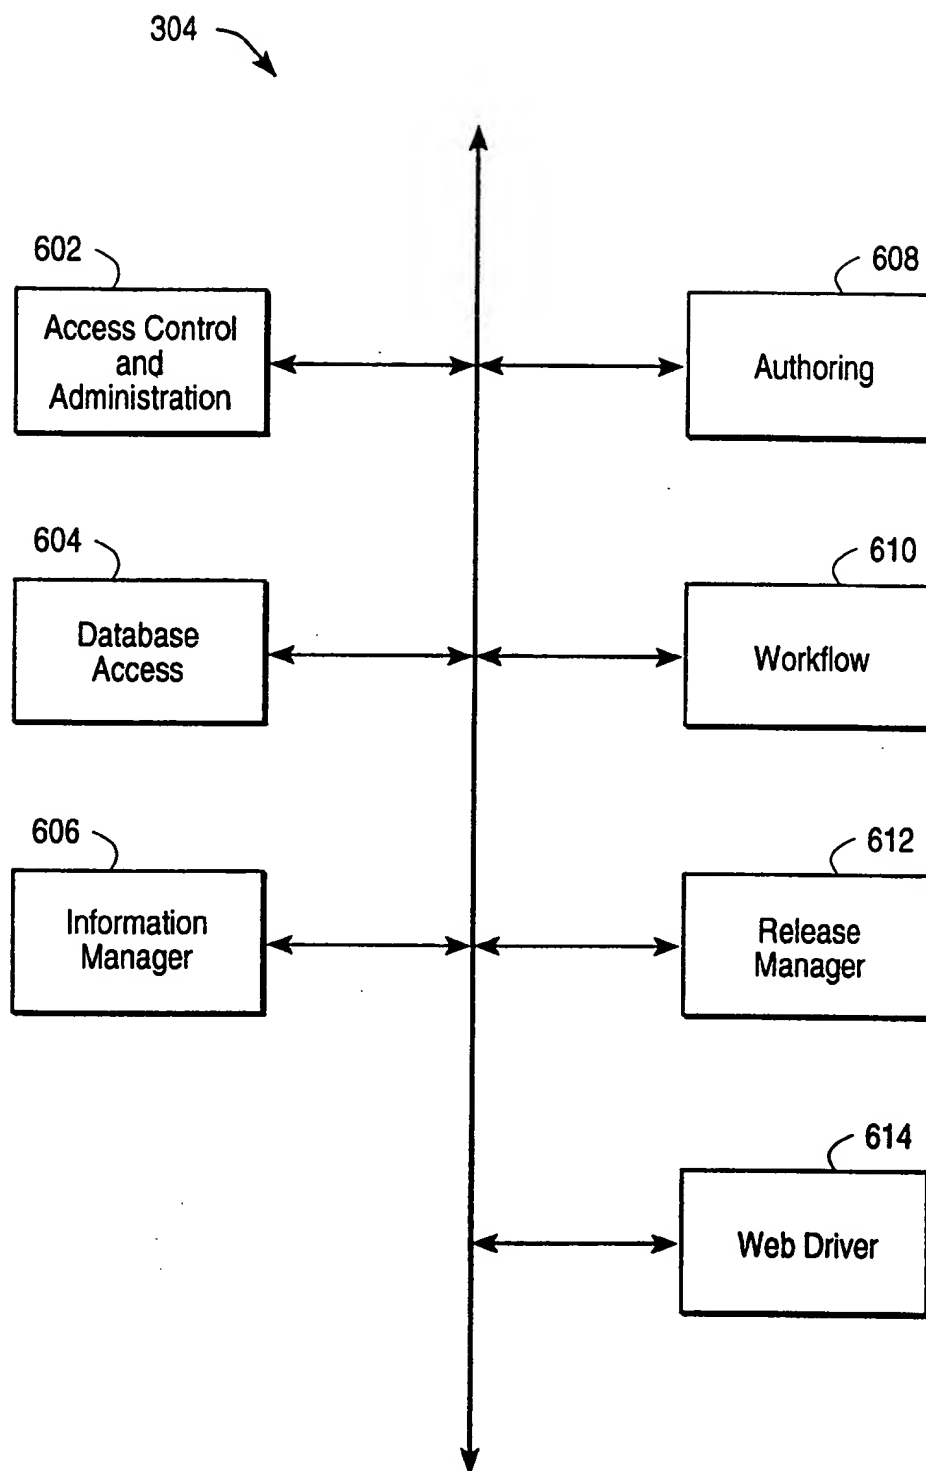 304
602
Access Control
and
Administration
608
Authoring
604
Database
Access
610
Workflow
606
Information
Manager
612
Release
Manager
614
Web Driver